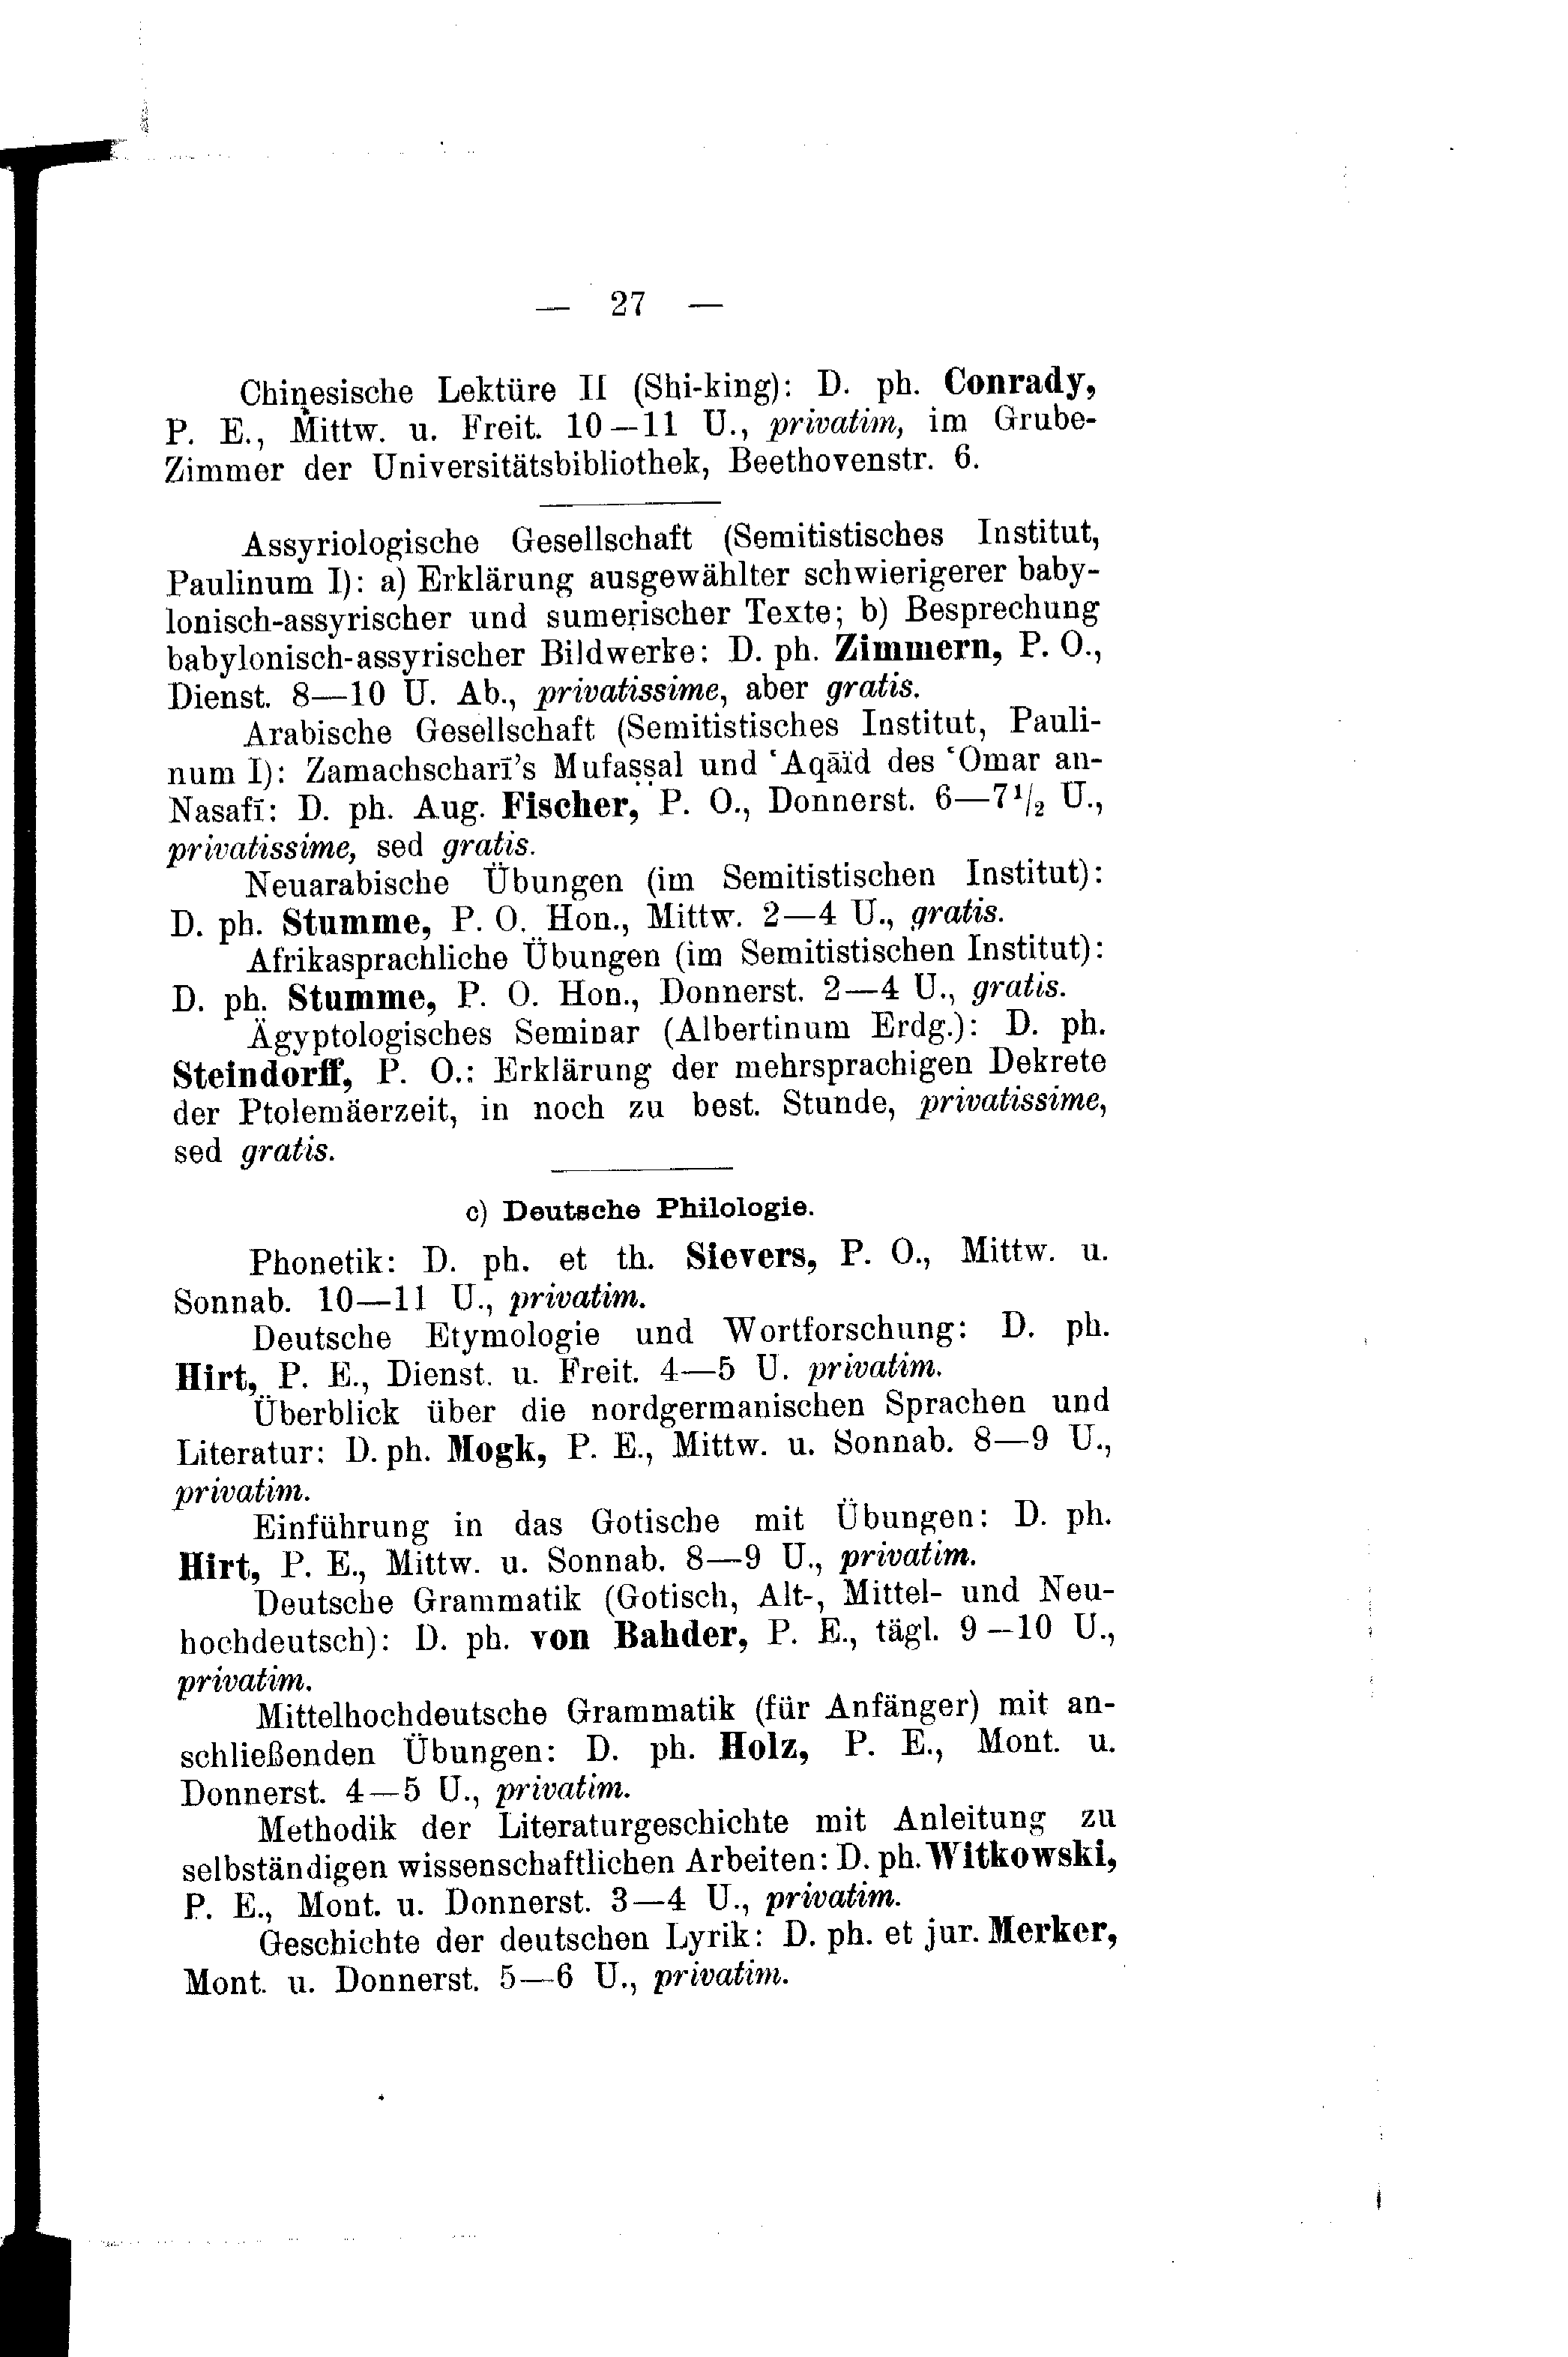 — 27 —
Chinesische Lektüre II (Shi-king): D. ph. Conrady,
P. E., Mittw. u. Freit. 10—11 U., privatim, im Grube-
Zimmer der Universitätsbibliothek, Beethovenstr. 6.
Assyriologische Gesellschaft (Semitistisches Institut,
Paulinum I): a) Erklärung ausgewählter schwierigerer baby-
lonisch-assyrischer und sumerischer Texte; b) Besprechung
babylonisch-assyrischer Bildwerke: D. ph. Zimmern, P. O.,
Dienst. 8—10 U. Ab., privatissime, aber gratis.
Arabische Gesellschaft (Semitistisches Institut, Pauli-
num I): Zamachscharī's Mufaṣṣal und ʿAqāïd des ʿOmar an-
Nasafī: D. ph. Aug. Fischer, P. O., Donnerst. 6—7¹/₂ U.,
privatissime, sed gratis.
Neuarabische Übungen (im Semitistischen Institut):
D. ph. Stumme, P. O. Hon., Mittw. 2—4 U., gratis.
Afrikasprachliche Übungen (im Semitistischen Institut):
D. ph. Stumme, P. O. Hon., Donnerst. 2—4 U., gratis.
Ägyptologisches Seminar (Albertinum Erdg.): D. ph.
Steindorff, P. O.: Erklärung der mehrsprachigen Dekrete
der Ptolemäerzeit, in noch zu best. Stunde, privatissime,
sed gratis.
c) Deutsche Philologie.
Phonetik: D. ph. et th. Sievers, P. O., Mittw. u.
Sonnab. 10—11 U., privatim.
Deutsche Etymologie und Wortforschung: D. ph.
Hirt, P. E., Dienst. u. Freit. 4—5 U. privatim.
Überblick über die nordgermanischen Sprachen und
Literatur: D. ph. Mogk, P. E., Mittw. u. Sonnab. 8—9 U.,
privatim.
Einführung in das Gotische mit Übungen: D. ph.
Hirt, P. E., Mittw. u. Sonnab. 8—9 U., privatim.
Deutsche Grammatik (Gotisch, Alt-, Mittel- und Neu-
hochdeutsch): D. ph. von Bahder, P. E., tägl. 9—10 U.,
privatim.
Mittelhochdeutsche Grammatik (für Anfänger) mit an-
schließenden Übungen: D. ph. Holz, P. E., Mont. u.
Donnerst. 4—5 U., privatim.
Methodik der Literaturgeschichte mit Anleitung zu
selbständigen wissenschaftlichen Arbeiten: D. ph. Witkowski,
P. E., Mont. u. Donnerst. 3—4 U., privatim.
Geschichte der deutschen Lyrik: D. ph. et jur. Merker,
Mont. u. Donnerst. 5—6 U., privatim.